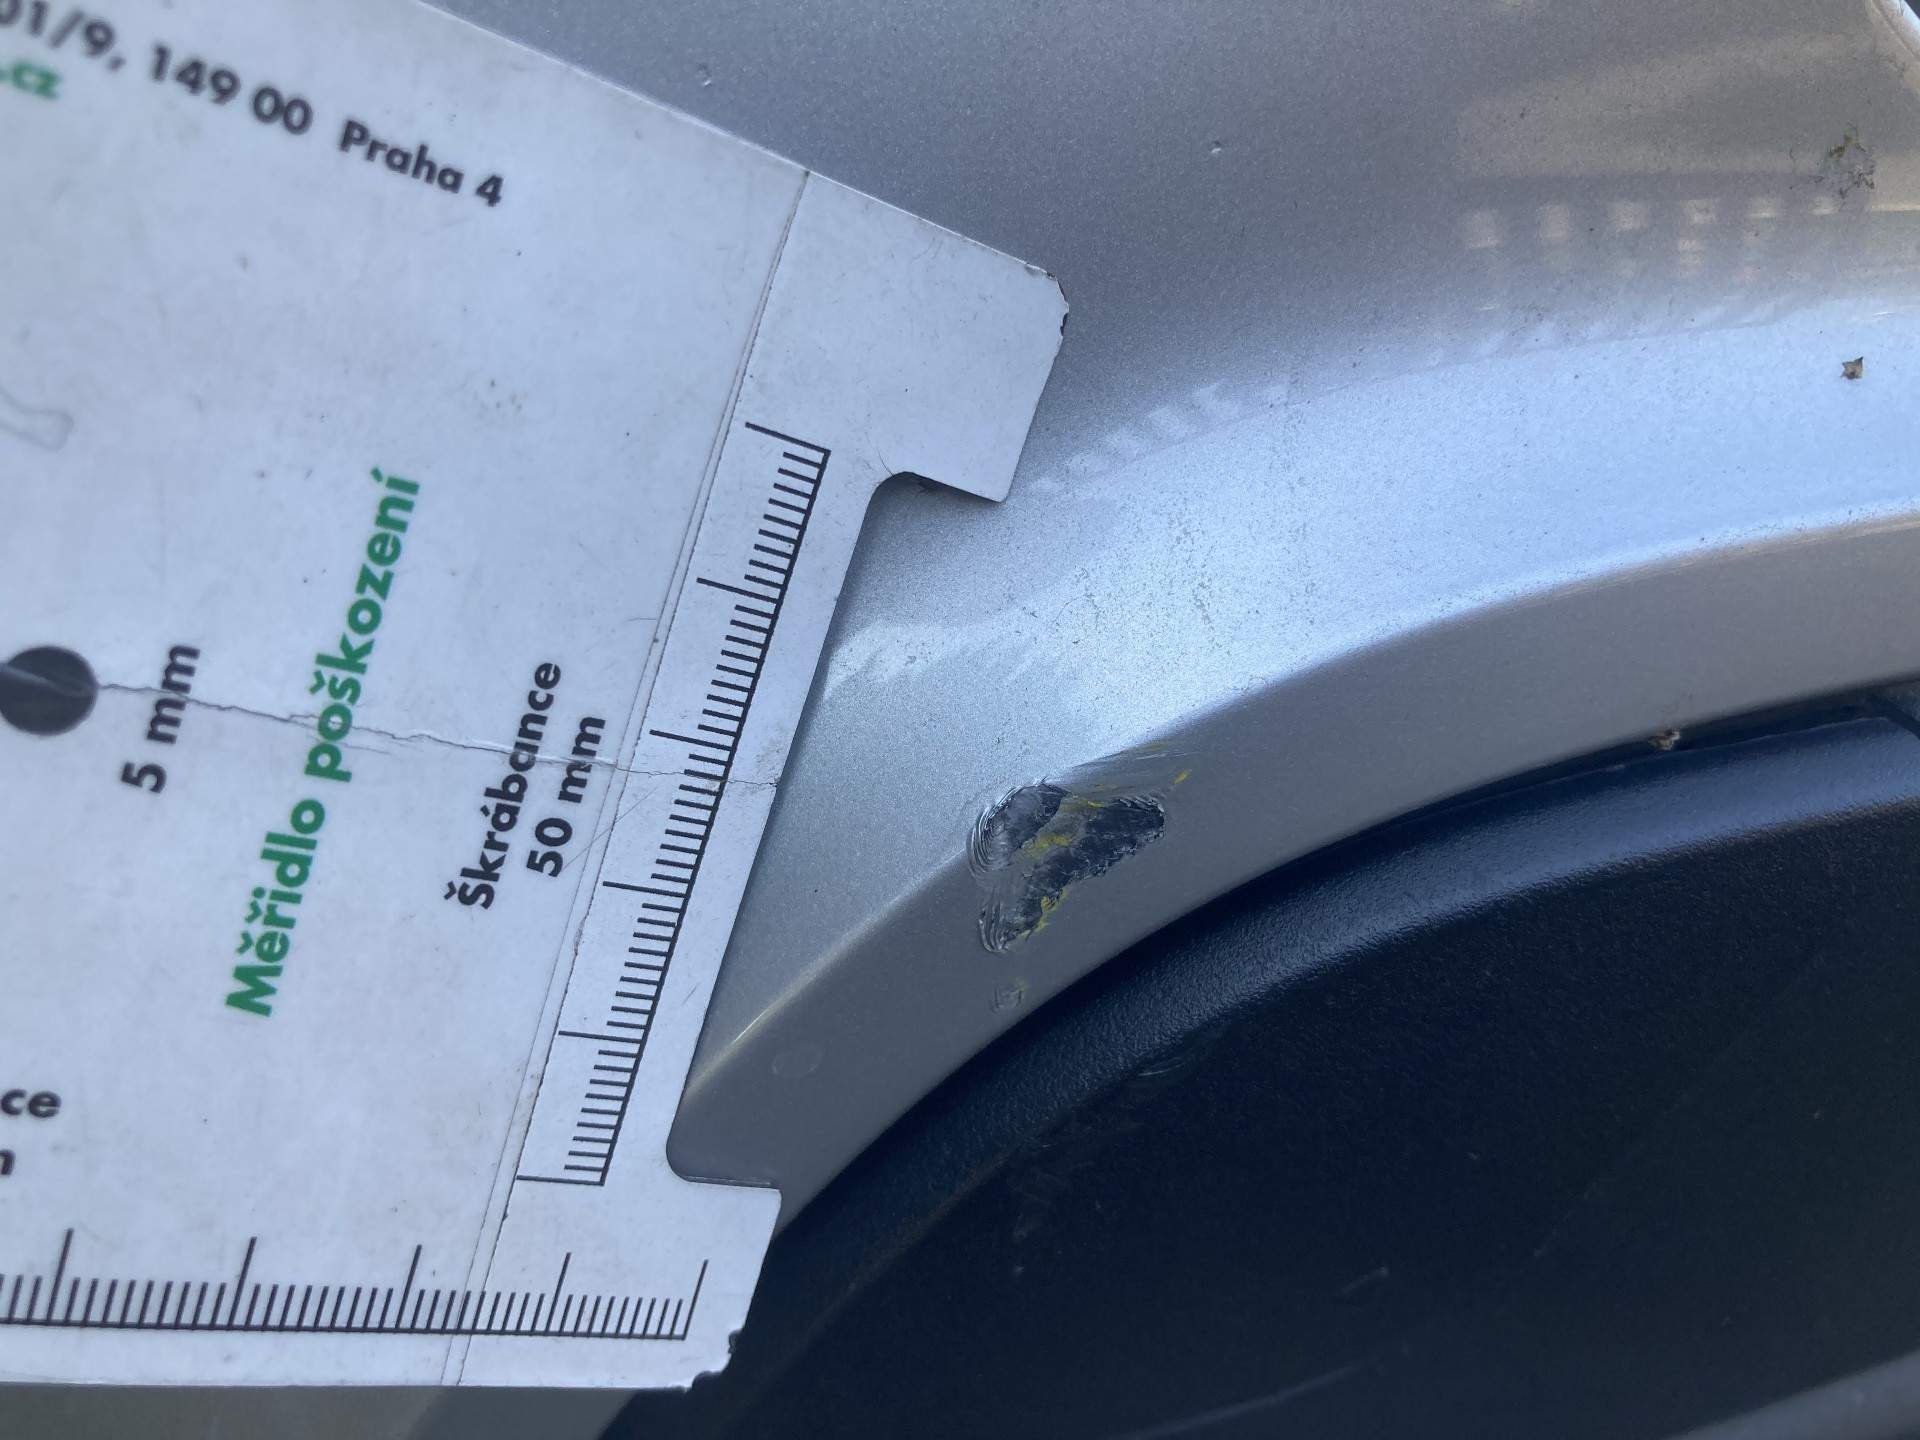 01/9, 149 00 Praha 4
.cz
5 mm
Měřidlo poškození
Škrábance
50 mm
ce